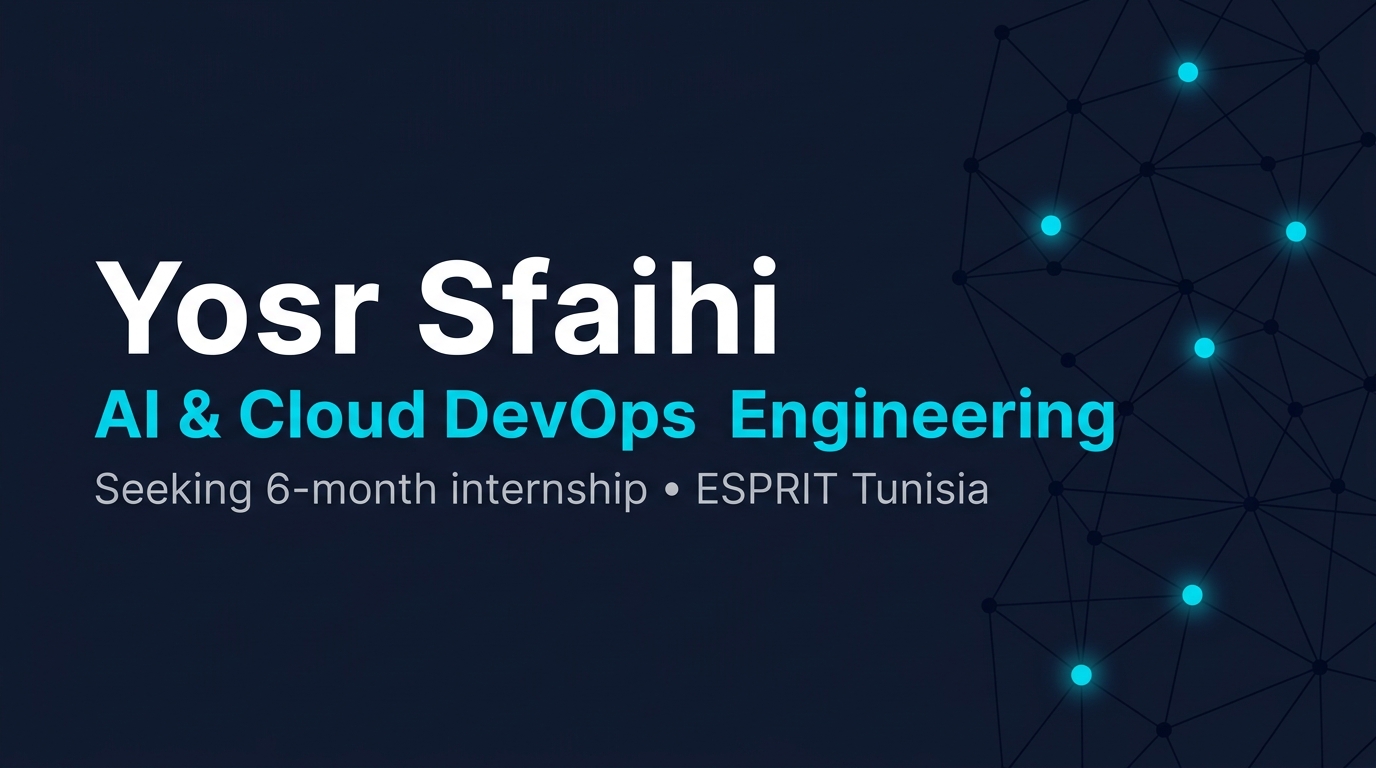 Yosr Sfaihi
AI & Cloud DevOps  Engineering
Seeking 6-month internship • ESPRIT Tunisia